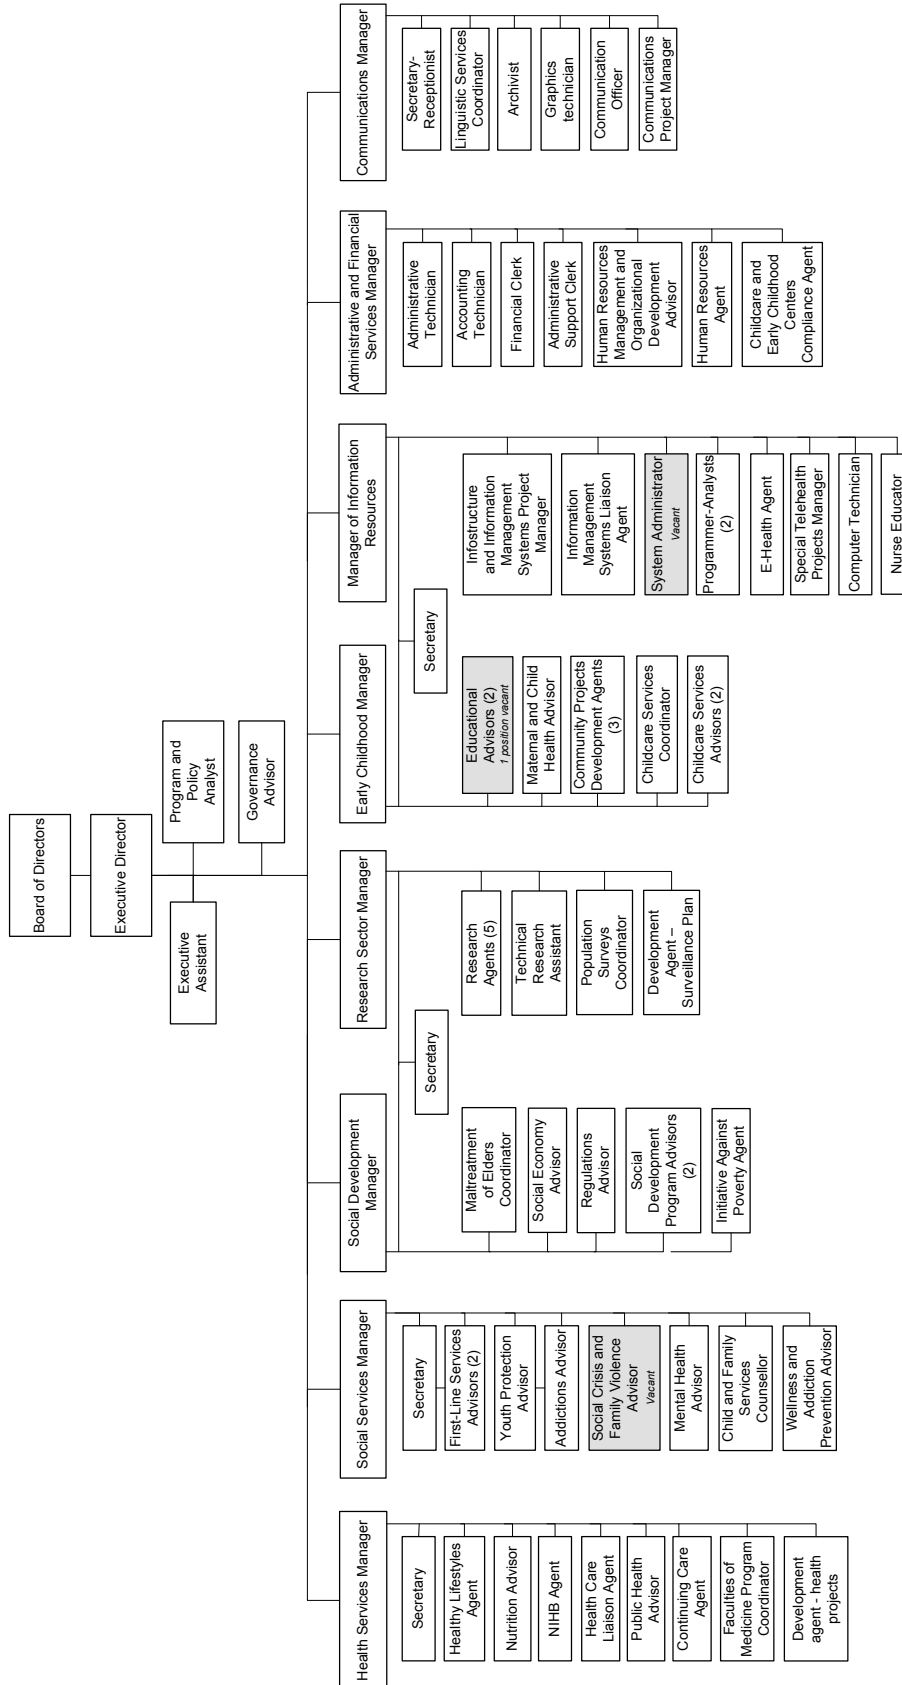 Board of Directors
Executive Director
Executive
Assistant
Program and
Policy
Analyst
Governance
Advisor
Health Services Manager
Secretary
Healthy Lifestyles
Agent
Nutrition Advisor
NIHB Agent
Health Care
Liaison Agent
Public Health
Advisor
Continuing Care
Agent
Faculties of
Medicine Program
Coordinator
Development
agent - health
projects
Social Services Manager
Secretary
First-Line Services
Advisors (2)
Youth Protection
Advisor
Addictions Advisor
Social Crisis and
Family Violence
Advisor
Vacant
Mental Health
Advisor
Child and Family
Services
Counsellor
Wellness and
Addiction
Prevention Advisor
Social Development
Manager
Maltreatment
of Elders
Coordinator
Social Economy
Advisor
Regulations
Advisor
Social
Development
Program Advisors
(2)
Initiative Against
Poverty Agent
Secretary
Research Sector Manager
Research
Agents (5)
Technical
Research
Assistant
Population
Surveys
Coordinator
Development
Agent –
Surveillance Plan
Early Childhood Manager
Educational
Advisors (2)
1 position vacant
Maternal and Child
Health Advisor
Community Projects
Development Agents
(3)
Childcare Services
Coordinator
Childcare Services
Advisors (2)
Secretary
Manager of Information
Resources
Infostructure
and Information
Management
Systems Project
Manager
Information
Management
Systems Liaison
Agent
System Administrator
Vacant
Programmer-Analysts
(2)
E-Health Agent
Special Telehealth
Projects Manager
Computer Technician
Nurse Educator
Administrative and Financial
Services Manager
Administrative
Technician
Accounting
Technician
Financial Clerk
Administrative
Support Clerk
Human Resources
Management and
Organizational
Development
Advisor
Human Resources
Agent
Childcare and
Early Childhood
Centers
Compliance Agent
Communications Manager
Secretary-
Receptionist
Linguistic Services
Coordinator
Archivist
Graphics
technician
Communication
Officer
Communications
Project Manager